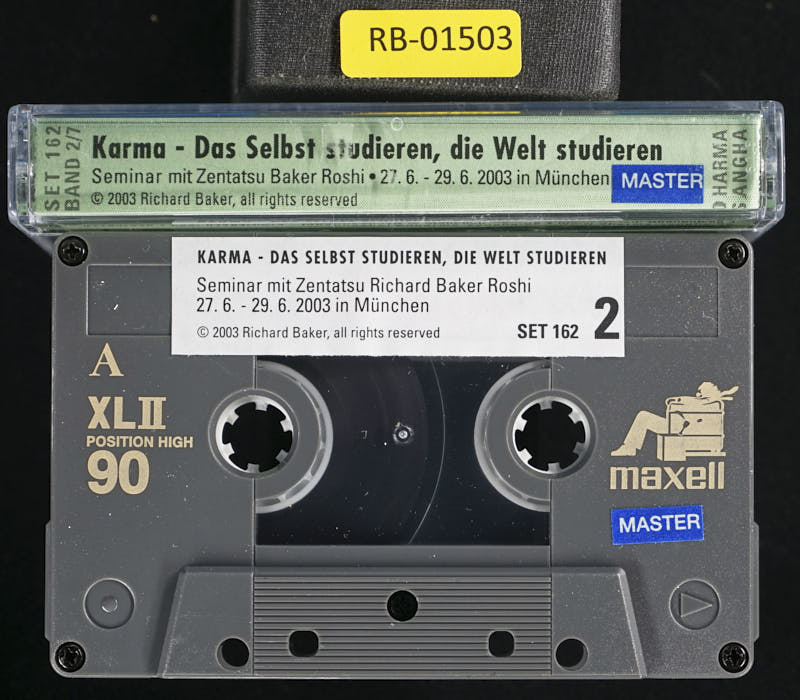 RB-01503
SET 162
BAND 2/7
Karma - Das Selbst studieren, die Welt studieren
Seminar mit Zentatsu Baker Roshi • 27. 6. - 29. 6. 2003 in München
© 2003 Richard Baker, all rights reserved
MASTER
DHARMA
SANGHA
KARMA - DAS SELBST STUDIEREN, DIE WELT STUDIEREN
Seminar mit Zentatsu Richard Baker Roshi
27. 6. - 29. 6. 2003 in München
© 2003 Richard Baker, all rights reserved
SET 162 2
A
XLII
POSITION HIGH
90
maxell
MASTER